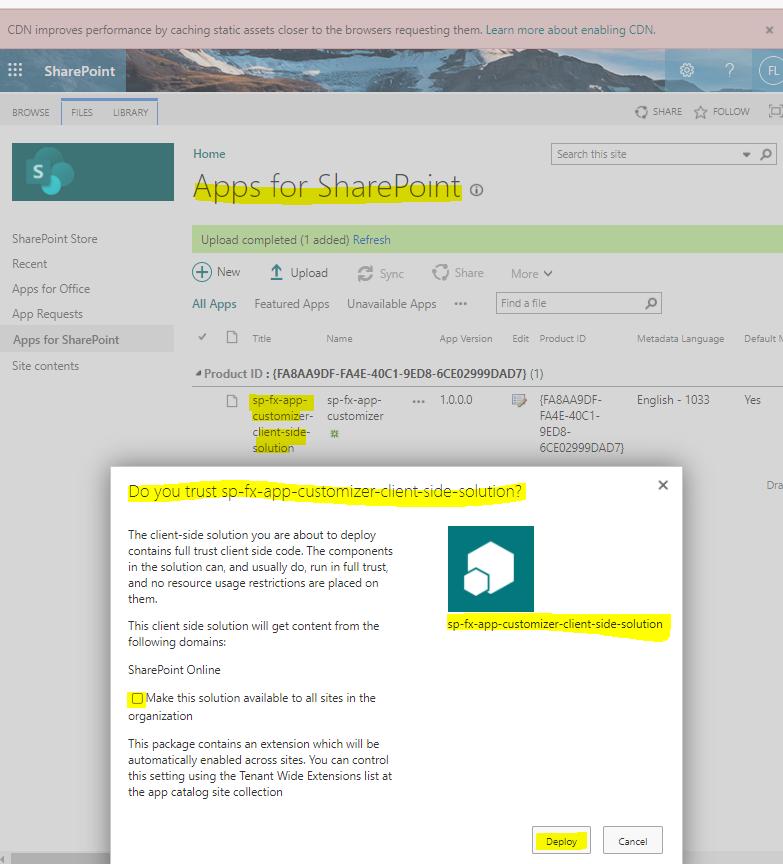 CDN improves performance by caching static assets closer to the browsers requesting them. Learn more about enabling CDN.
SharePoint
?
FL
BROWSE FILES LIBRARY
SHARE FOLLOW
S
Home
Search this site
Apps for SharePoint
SharePoint Store
Recent
Apps for Office
App Requests
Apps for SharePoint
Site contents
Upload completed (1 added) Refresh
New Upload Sync Share More
All Apps Featured Apps Unavailable Apps ••• Find a file
Title Name App Version Edit Product ID Metadata Language Default M
Product ID : {FA8AA9DF-FA4E-40C1-9ED8-6CE02999DAD7} (1)
sp-fx-app-
customizer-
client-side-
solution
sp-fx-app-
customizer
•••
1.0.0.0
{FA8AA9DF-
FA4E-40C1-
9ED8-
6CE02999DAD7}
English - 1033
Yes
Dra
Do you trust sp-fx-app-customizer-client-side-solution?
The client-side solution you are about to deploy
contains full trust client side code. The components
in the solution can, and usually do, run in full trust,
and no resource usage restrictions are placed on
them.
This client side solution will get content from the
following domains:
SharePoint Online
Make this solution available to all sites in the
organization
This package contains an extension which will be
automatically enabled across sites. You can control
this setting using the Tenant Wide Extensions list at
the app catalog site collection
sp-fx-app-customizer-client-side-solution
Deploy
Cancel